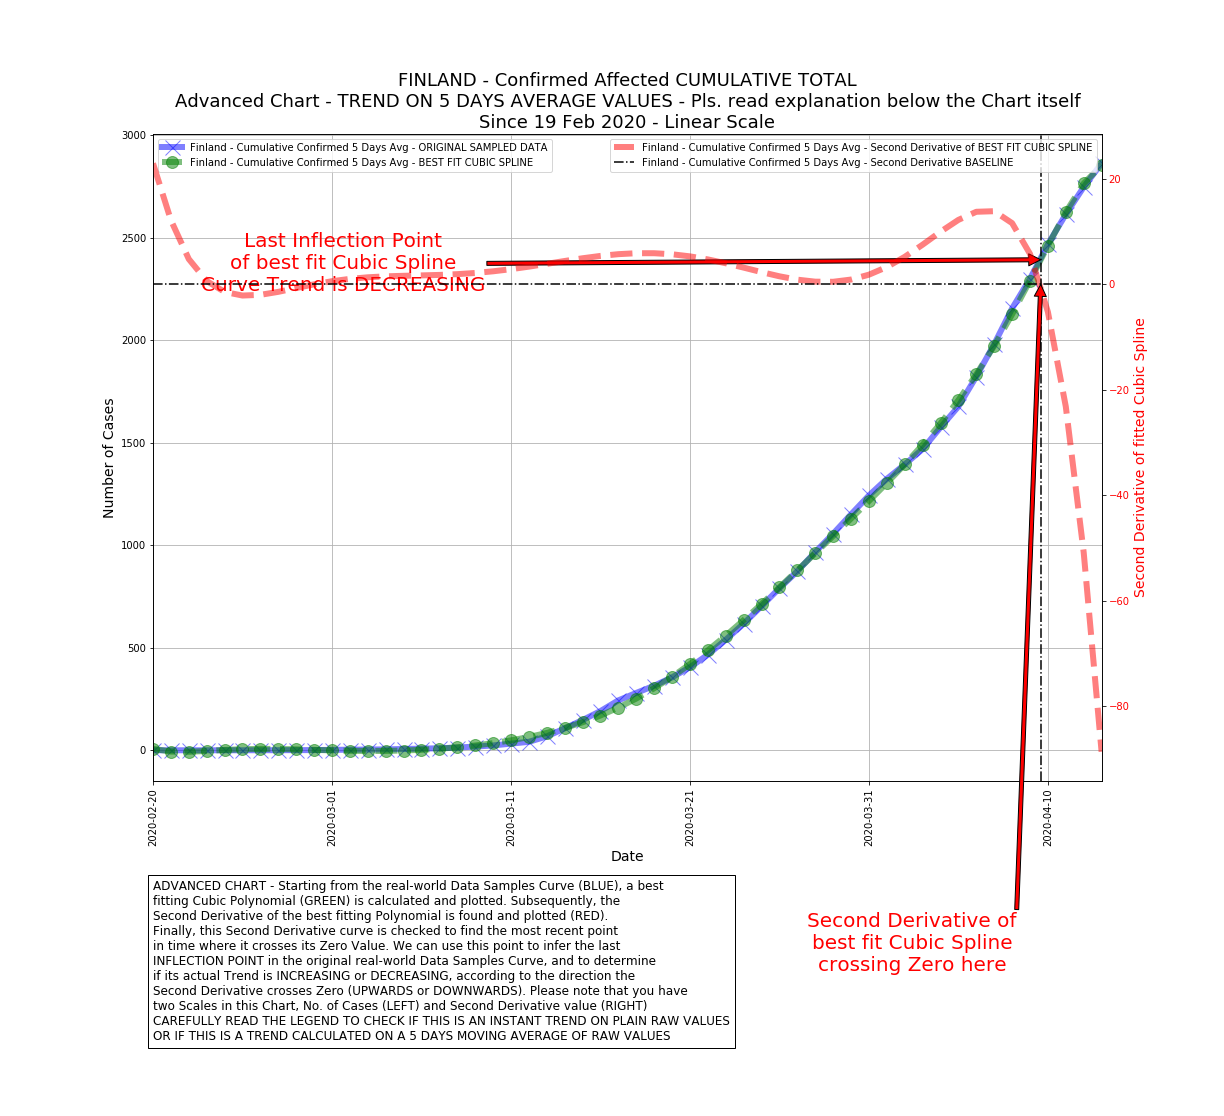 FINLAND - Confirmed Affected CUMULATIVE TOTAL
Advanced Chart - TREND ON 5 DAYS AVERAGE VALUES - Pls. read explanation below the Chart itself
Since 19 Feb 2020 - Linear Scale
Finland - Cumulative Confirmed 5 Days Avg - ORIGINAL SAMPLED DATA
Finland - Cumulative Confirmed 5 Days Avg - BEST FIT CUBIC SPLINE
Finland - Cumulative Confirmed 5 Days Avg - Second Derivative of BEST FIT CUBIC SPLINE
Finland - Cumulative Confirmed 5 Days Avg - Second Derivative BASELINE
Last Inflection Point
of best fit Cubic Spline
Curve Trend is DECREASING
Number of Cases
3000
2500
2000
1500
1000
500
0
20
0
−20
−40
−60
−80
Second Derivative of fitted Cubic Spline
2020-02-20
2020-03-01
2020-03-11
2020-03-21
2020-03-31
2020-04-10
Date
ADVANCED CHART - Starting from the real-world Data Samples Curve (BLUE), a best
fitting Cubic Polynomial (GREEN) is calculated and plotted. Subsequently, the
Second Derivative of the best fitting Polynomial is found and plotted (RED).
Finally, this Second Derivative curve is checked to find the most recent point
in time where it crosses its Zero Value. We can use this point to infer the last
INFLECTION POINT in the original real-world Data Samples Curve, and to determine
if its actual Trend is INCREASING or DECREASING, according to the direction the
Second Derivative crosses Zero (UPWARDS or DOWNWARDS). Please note that you have
two Scales in this Chart, No. of Cases (LEFT) and Second Derivative value (RIGHT)
CAREFULLY READ THE LEGEND TO CHECK IF THIS IS AN INSTANT TREND ON PLAIN RAW VALUES
OR IF THIS IS A TREND CALCULATED ON A 5 DAYS MOVING AVERAGE OF RAW VALUES
Second Derivative of
best fit Cubic Spline
crossing Zero here